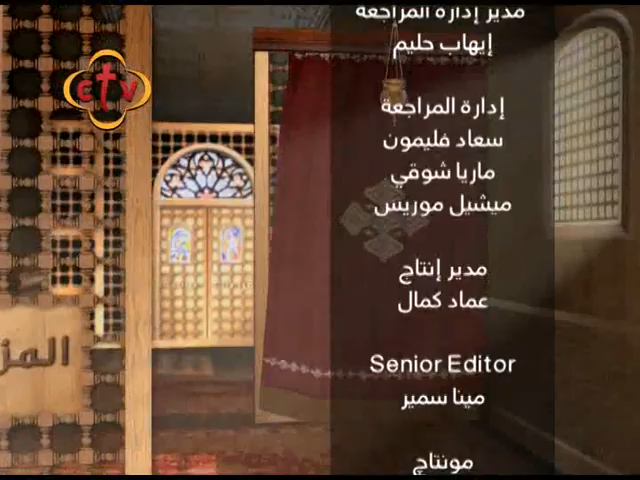 مدير إدارة المراجعة
إيهاب حليم
إدارة المراجعة
سعاد فليمون
ماريا شوقي
ميشيل موريس
مدير إنتاج
عماد كمال
Senior Editor
مينا سمير
مونتاج
ctv
المز